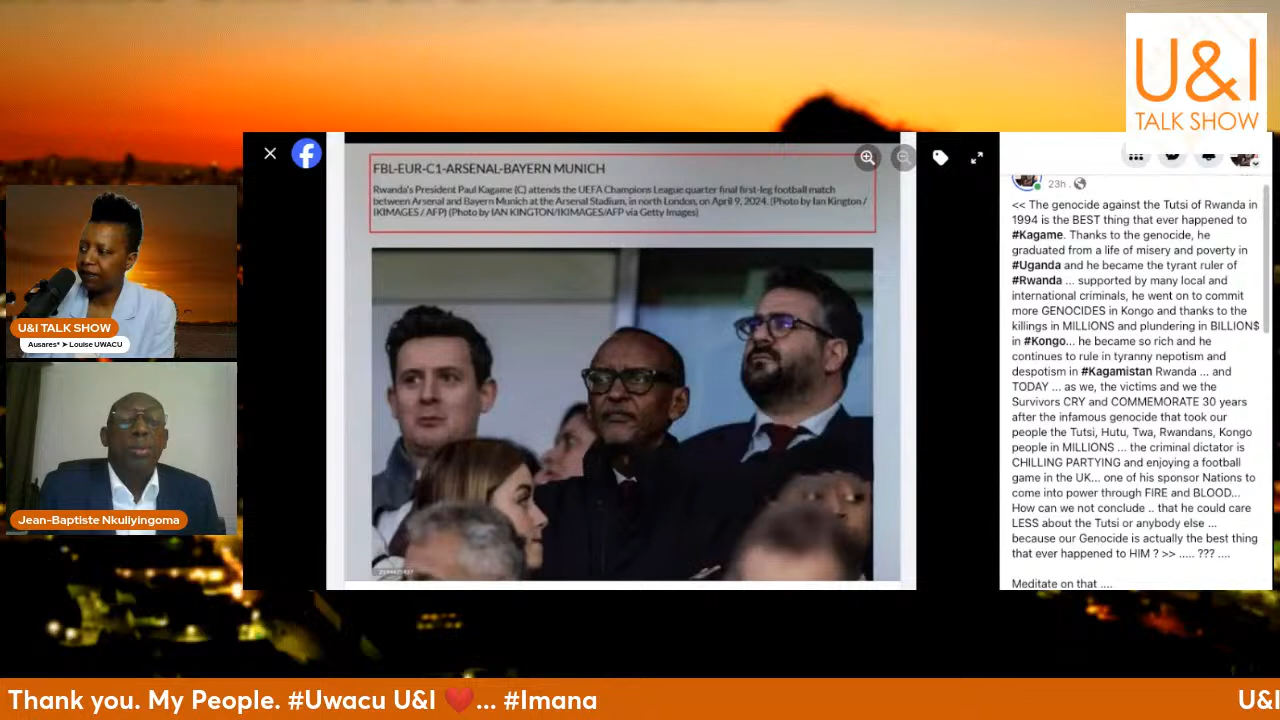 U&I
TALK SHOW
FBL-EUR-C1-ARSENAL-BAYERN MUNICH
Rwanda's President Paul Kagame (C) attends the UEFA Champions League quarter final first-leg football match
between Arsenal and Bayern Munich at the Arsenal Stadium, in north London, on April 9, 2024. (Photo by Ian Kington /
IKIMAGES / AFP) (Photo by IAN KINGTON/IKIMAGES/AFP via Getty Images)
23h .
<< The genocide against the Tutsi of Rwanda in
1994 is the BEST thing that ever happened to
#Kagame. Thanks to the genocide, he
graduated from a life of misery and poverty in
#Uganda and he became the tyrant ruler of
#Rwanda ... supported by many local and
international criminals, he went on to commit
more GENOCIDES in Kongo and thanks to the
killings in MILLIONS and plundering in BILLION$
in #Kongo... he became so rich and he
continues to rule in tyranny nepotism and
despotism in #Kagamistan Rwanda ... and
TODAY ... as we, the victims and we the
Survivors CRY and COMMEMORATE 30 years
after the infamous genocide that took our
people the Tutsi, Hutu, Twa, Rwandans, Kongo
people in MILLIONS ... the criminal dictator is
CHILLING PARTYING and enjoying a football
game in the UK... one of his sponsor Nations to
come into power through FIRE and BLOOD...
How can we not conclude .. that he could care
LESS about the Tutsi or anybody else ...
because our Genocide is actually the best thing
that ever happened to HIM ? >> ..... ??? ....
Meditate on that ....
U&I TALK SHOW
Ausares* ➤ Louise UWACU
Jean-Baptiste Nkuliyingoma
Thank you. My People. #Uwacu U&I ❤️... #Imana
U&I